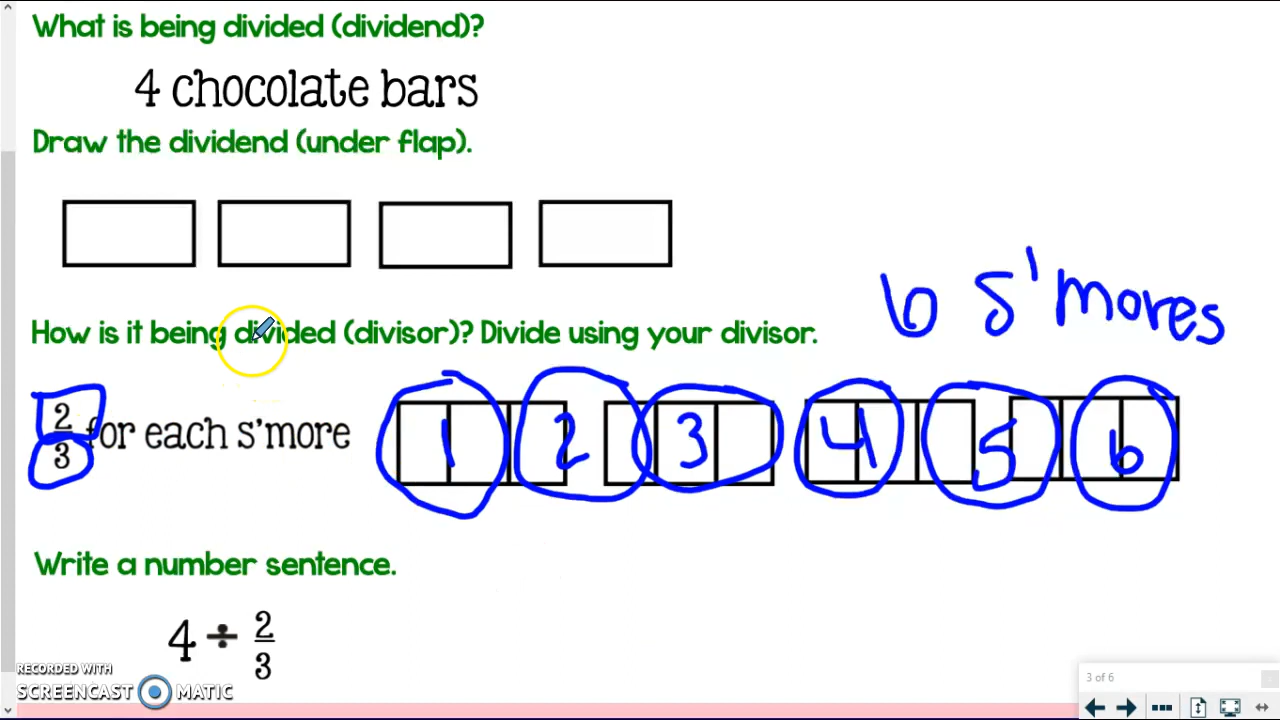 What is being divided (dividend)?
4 chocolate bars
Draw the dividend (under flap).
6 s'mores
How is it being divided (divisor)? Divide using your divisor.
2/3 for each s'more
1 2 3 4 5 6
Write a number sentence.
4 ÷ 2/3
RECORDED WITH
SCREENCAST MATIC
3 of 6